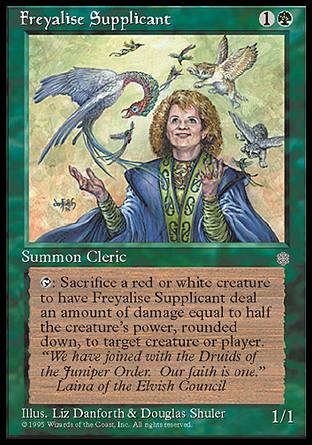 Freyalise Supplicant 1
Danforth
Summon Cleric
: Sacrifice a red or white creature
to have Freyalise Supplicant deal
an amount of damage equal to half
the creature's power, rounded
down, to target creature or player.
"We have joined with the Druids of
the Juniper Order. Our faith is one."
Laina of the Elvish Council
Illus. Liz Danforth & Douglas Shuler 1/1
©1995 Wizards of the Coast, Inc. All rights reserved.